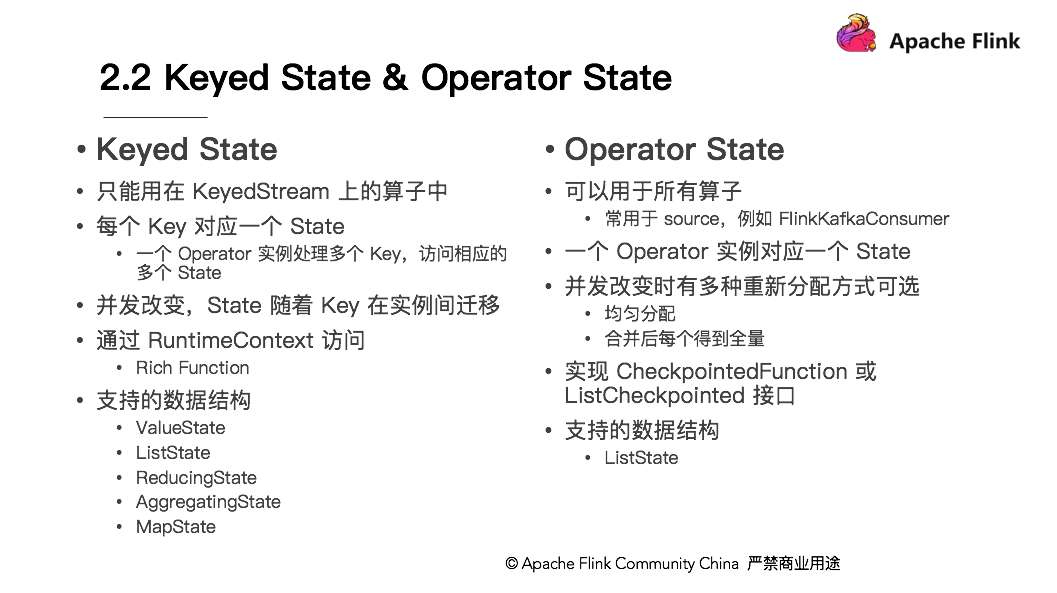 Apache Flink
2.2 Keyed State & Operator State
• Keyed State
• 只能用在 KeyedStream 上的算子中
• 每个 Key 对应一个 State
• 一个 Operator 实例处理多个 Key，访问相应的
多个 State
• 并发改变，State 随着 Key 在实例间迁移
• 通过 RuntimeContext 访问
• Rich Function
• 支持的数据结构
• ValueState
• ListState
• ReducingState
• AggregatingState
• MapState
• Operator State
• 可以用于所有算子
• 常用于 source，例如 FlinkKafkaConsumer
• 一个 Operator 实例对应一个 State
• 并发改变时有多种重新分配方式可选
• 均匀分配
• 合并后每个得到全量
• 实现 CheckpointedFunction 或
ListCheckpointed 接口
• 支持的数据结构
• ListState
© Apache Flink Community China 严禁商业用途